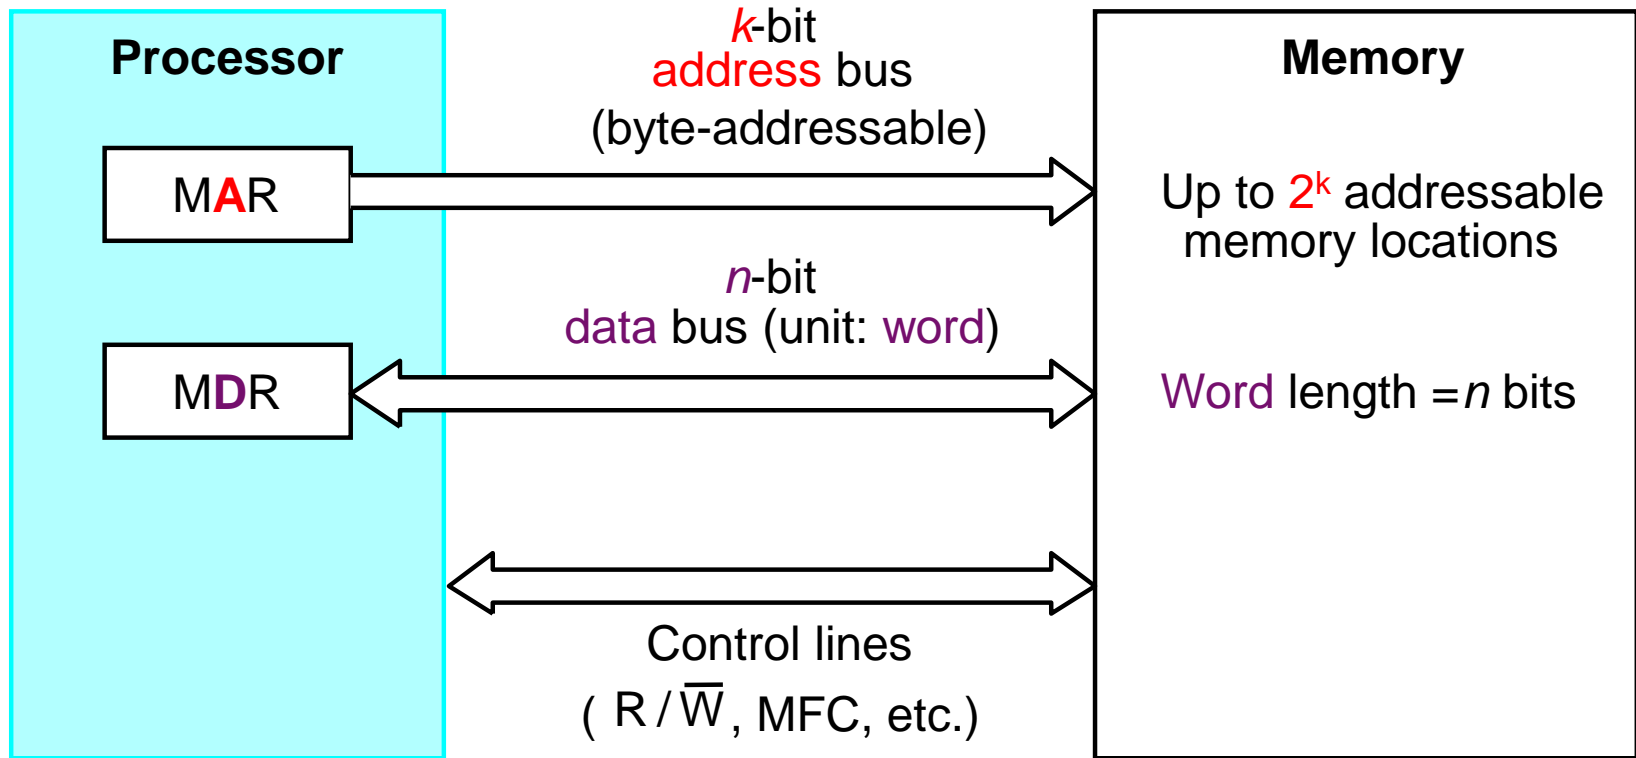 Processor
MAR
MDR
k-bit
address bus
(byte-addressable)
n-bit
data bus (unit: word)
Control lines
( R / W̅, MFC, etc.)
Memory
Up to 2ᵏ addressable
memory locations
Word length =n bits